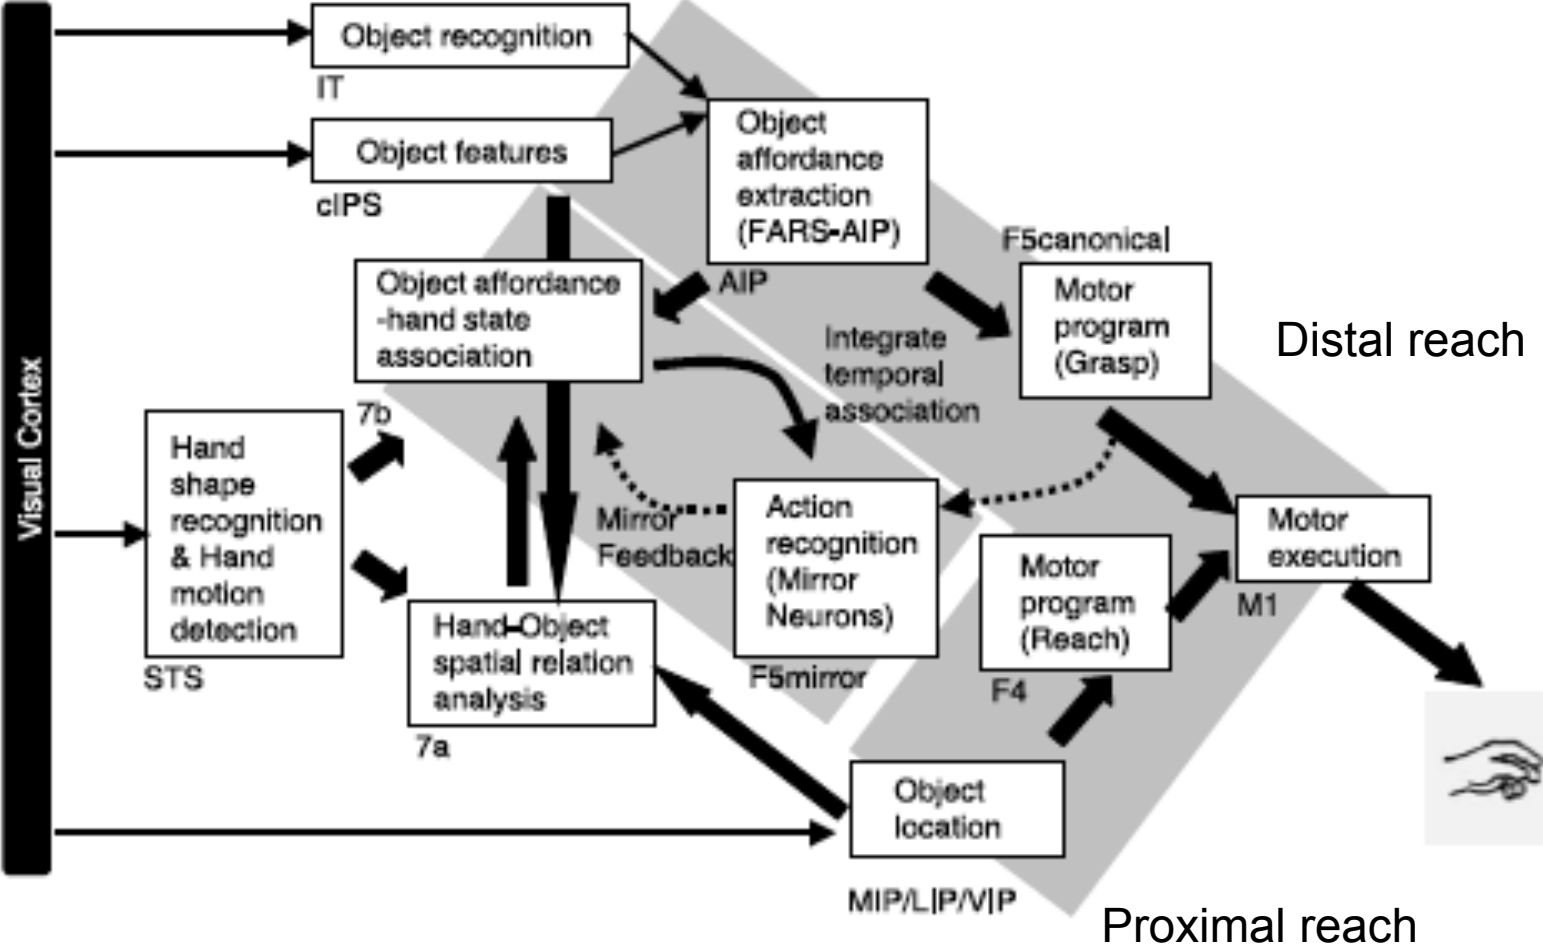 Visual Cortex
Object recognition
IT
Object features
cIPS
Object
affordance
extraction
(FARS-AIP)
AIP
F5canonical
Motor
program
(Grasp)
Distal reach
Object affordance
-hand state
association
7b
Integrate
temporal
association
Hand
shape
recognition
& Hand
motion
detection
STS
Mirror
Feedback
Action
recognition
(Mirror
Neurons)
F5mirror
Motor
program
(Reach)
F4
Motor
execution
M1
Hand-Object
spatial relation
analysis
7a
Object
location
MIP/LIP/VIP
Proximal reach